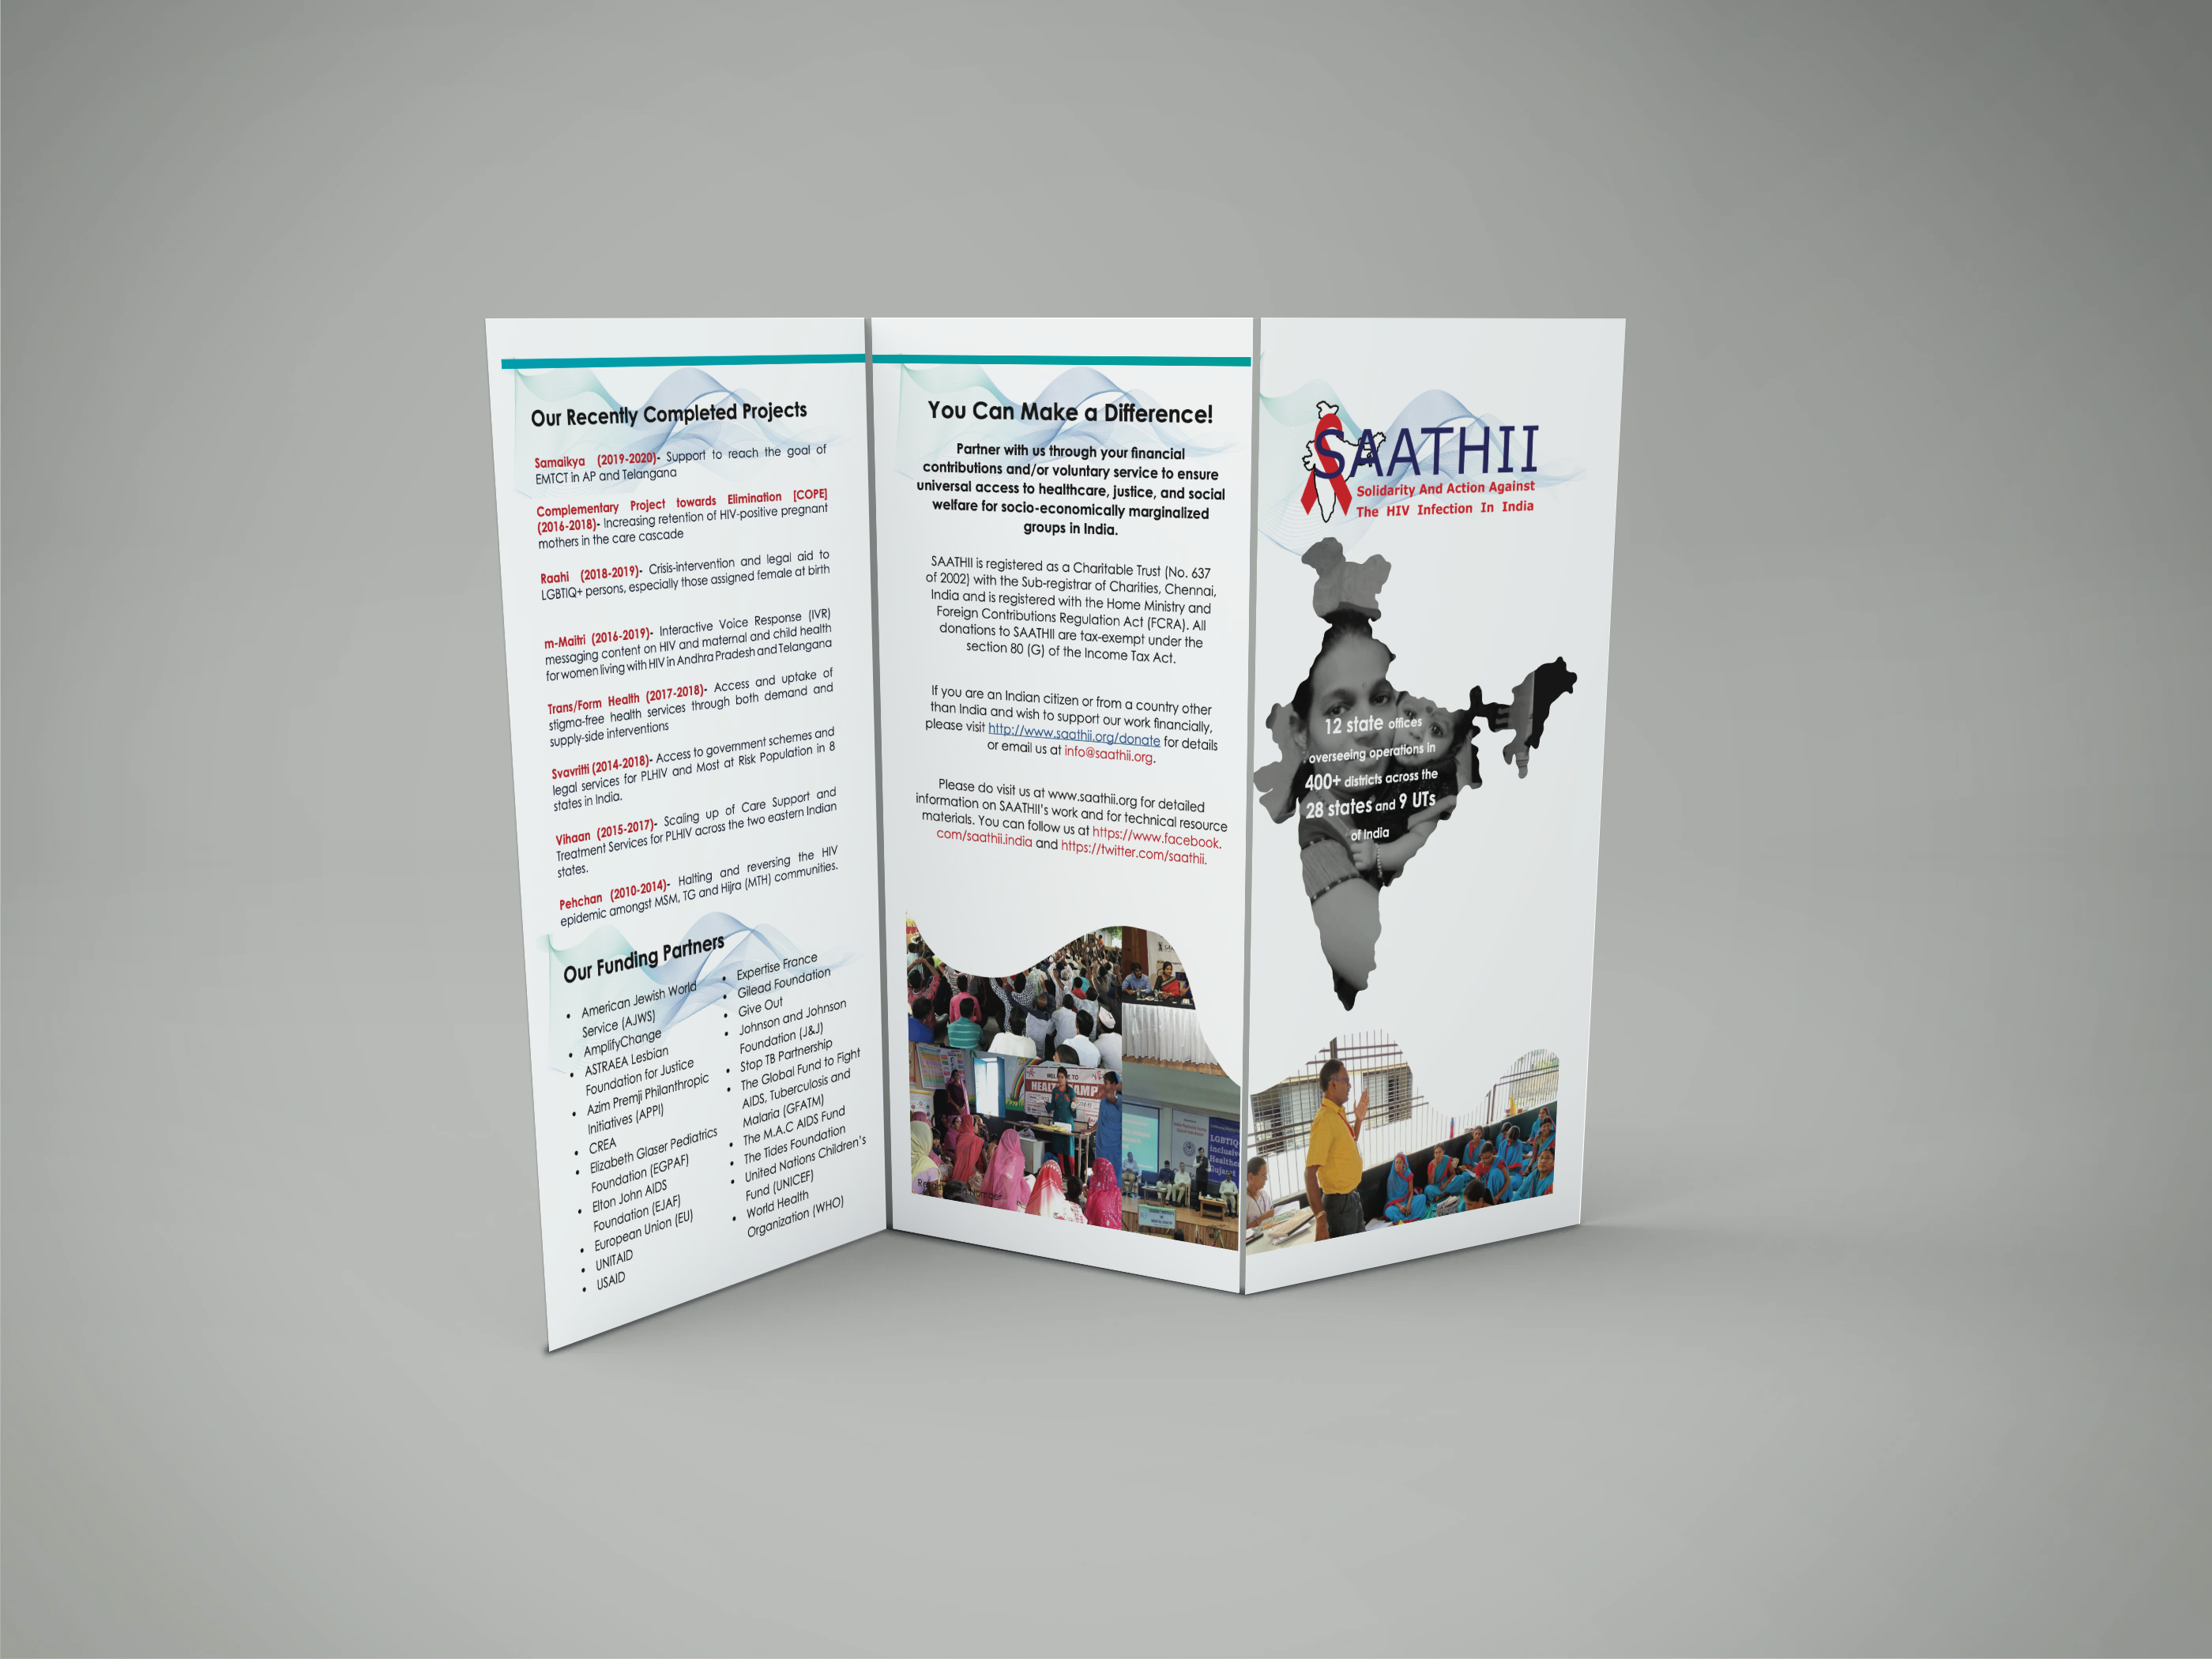 Our Recently Completed Projects
Samaikya (2019-2020)- Support to reach the goal of
EMTCT in AP and Telangana
Complementary Project towards Elimination [COPE]
(2016-2018)- Increasing retention of HIV-positive pregnant
mothers in the care cascade
Raahi (2018-2019)- Crisis-intervention and legal aid to
LGBTIQ+ persons, especially those assigned female at birth
m-Maitri (2016-2019)- Interactive Voice Response (IVR)
messaging content on HIV and maternal and child health
for women living with HIV in Andhra Pradesh and Telangana
Trans/Form Health (2017-2018)- Access and uptake of
stigma-free health services through both demand and
supply-side interventions
Svavritti (2014-2018)- Access to government schemes and
legal services for PLHIV and Most at Risk Population in 8
states in India.
Vihaan (2015-2017)- Scaling up of Care Support and
Treatment Services for PLHIV across the two eastern Indian
states.
Pehchan (2010-2014)- Halting and reversing the HIV
epidemic amongst MSM, TG and Hijra (MTH) communities.
Our Funding Partners
• American Jewish World
Service (AJWS)
• AmplifyChange
• ASTRAEA Lesbian
Foundation for Justice
• Azim Premji Philanthropic
Initiatives (APPI)
• CREA
• Elizabeth Glaser Pediatrics
Foundation (EGPAF)
• Elton John AIDS
Foundation (EJAF)
• European Union (EU)
• UNITAID
• USAID
• Expertise France
• Gilead Foundation
• Give Out
• Johnson and Johnson
Foundation (J&J)
• Stop TB Partnership
• The Global Fund to Fight
AIDS, Tuberculosis and
Malaria (GFATM)
• The M.A.C AIDS Fund
• The Tides Foundation
• United Nations Children's
Fund (UNICEF)
• World Health
Organization (WHO)
You Can Make a Difference!
Partner with us through your financial
contributions and/or voluntary service to ensure
universal access to healthcare, justice, and social
welfare for socio-economically marginalized
groups in India.
SAATHII is registered as a Charitable Trust (No. 637
of 2002) with the Sub-registrar of Charities, Chennai,
India and is registered with the Home Ministry and
Foreign Contributions Regulation Act (FCRA). All
donations to SAATHII are tax-exempt under the
section 80 (G) of the Income Tax Act.
If you are an Indian citizen or from a country other
than India and wish to support our work financially,
please visit http://www.saathii.org/donate for details
or email us at info@saathii.org.
Please do visit us at www.saathii.org for detailed
information on SAATHII's work and for technical resource
materials. You can follow us at https://www.facebook.
com/saathii.india and https://twitter.com/saathii.
HEALTH CAMP
LGBTIQ
Inclusiv
Healthc
Gujarat
SAATHII
Solidarity And Action Against
The HIV Infection In India
12 state offices
overseeing operations in
400+ districts across the
28 states and 9 UTs
of India